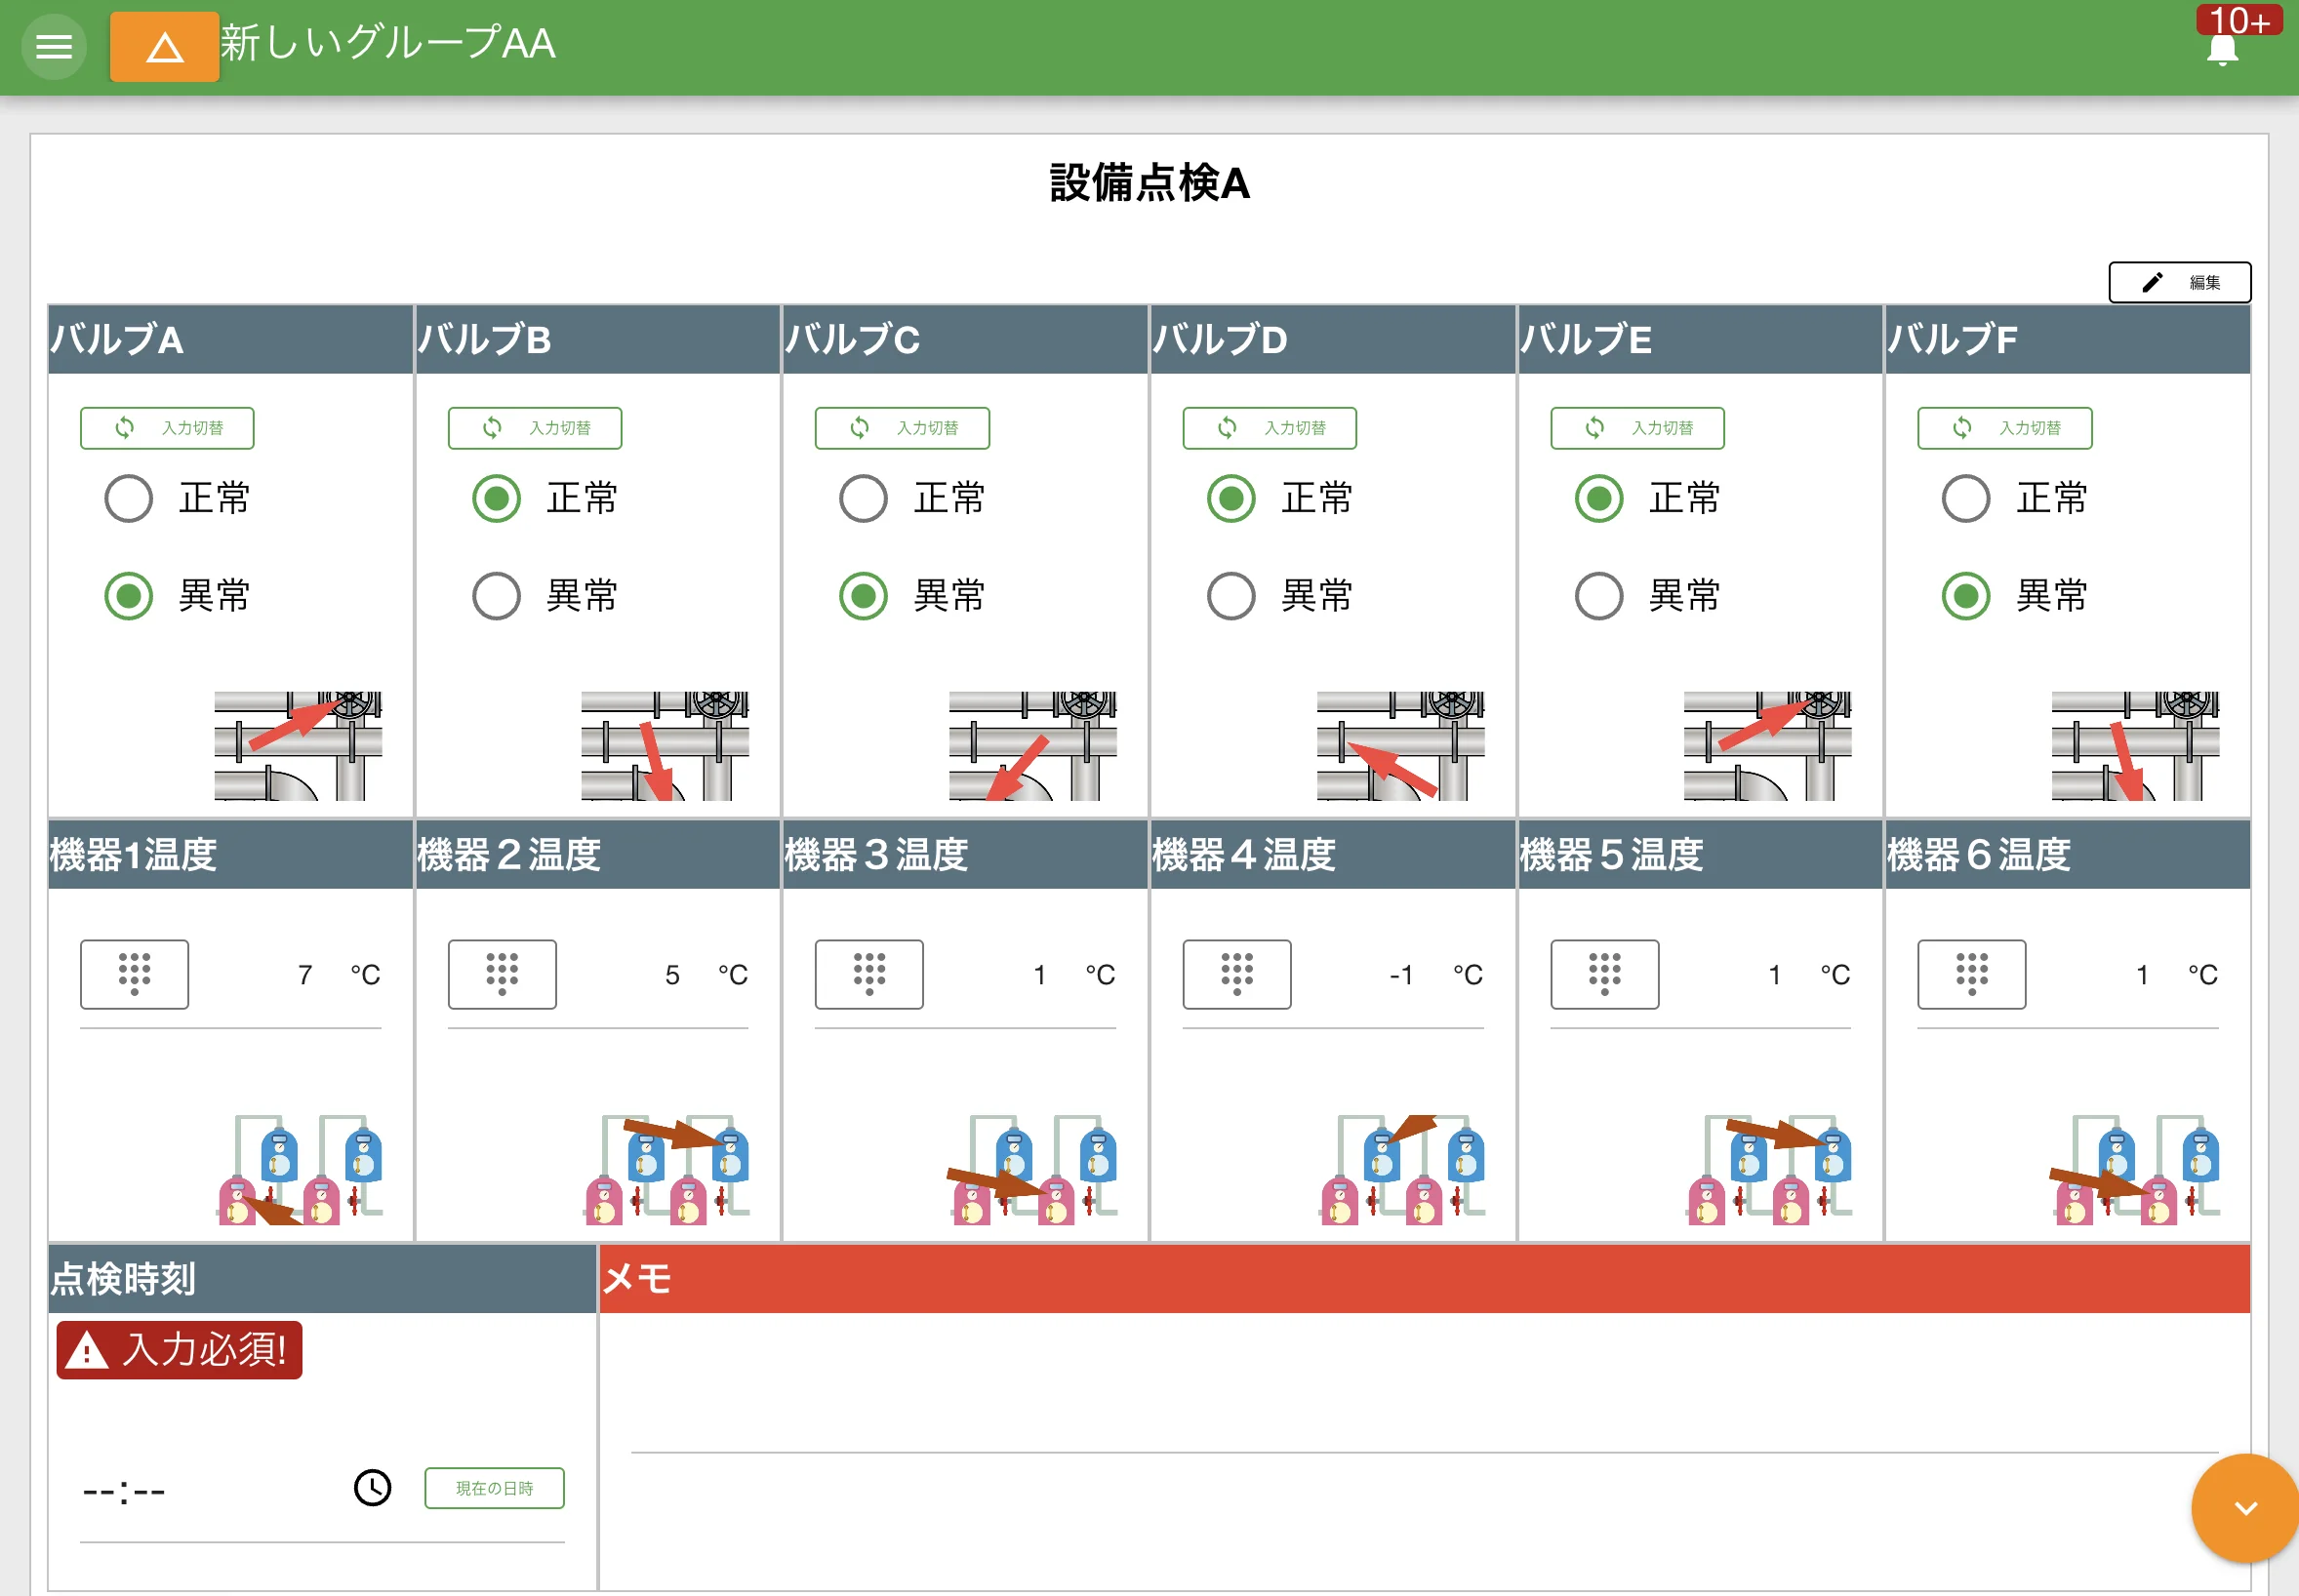 新しいグループAA
10+
設備点検A
編集
バルブA バルブB バルブC バルブD バルブE バルブF
入力切替 入力切替 入力切替 入力切替 入力切替 入力切替
正常 正常 正常 正常 正常 正常
異常 異常 異常 異常 異常 異常
機器1温度 機器２温度 機器３温度 機器４温度 機器５温度 機器６温度
7 °C 5 °C 1 °C -1 °C 1 °C 1 °C
点検時刻 メモ
入力必須!
--:-- 現在の日時